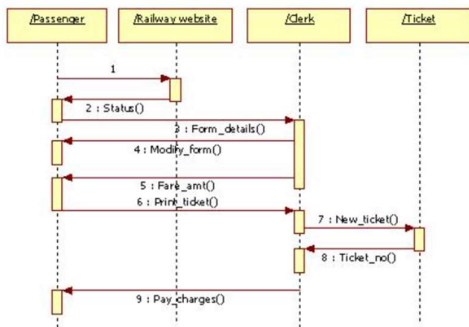 /Passenger
/Railway website
/Clerk
/Ticket
1
2 : Status()
3 : Form_details()
4 : Modify_form()
5 : Fare_amt()
6 : Print_ticket()
7 : New_ticket()
8 : Ticket_no()
9 : Pay_charges()